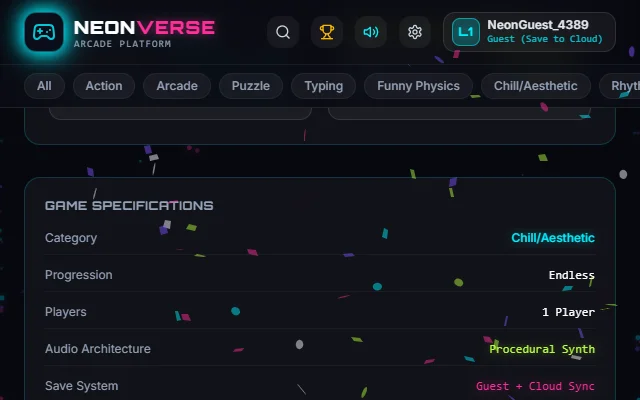 NEONVERSE
ARCADE PLATFORM
L1
NeonGuest_4389
Guest (Save to Cloud)
All
Action
Arcade
Puzzle
Typing
Funny Physics
Chill/Aesthetic
GAME SPECIFICATIONS
Category
Chill/Aesthetic
Progression
Endless
Players
1 Player
Audio Architecture
Procedural Synth
Save System
Guest + Cloud Sync